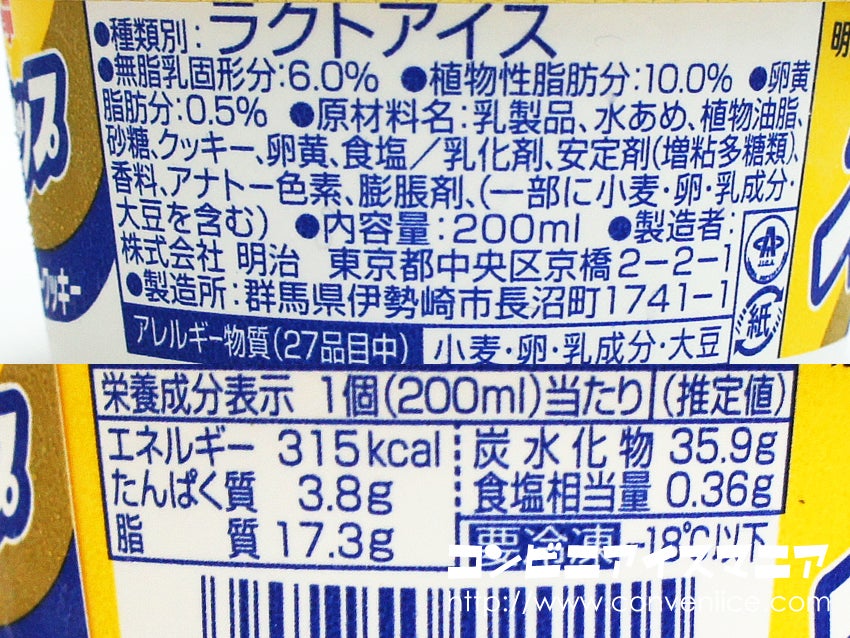 ●種類別：ラクトアイス
●無脂乳固形分：6.0% ●植物性脂肪分：10.0% ●卵黄
脂肪分：0.5% ●原材料名：乳製品、水あめ、植物油脂、
砂糖、クッキー、卵黄、食塩／乳化剤、安定剤(増粘多糖類)、
香料、アナトー色素、膨脹剤、(一部に小麦・卵・乳成分・
大豆を含む) ●内容量：200ml ●製造者：
株式会社 明治 東京都中央区京橋2-2-1
●製造所：群馬県伊勢崎市長沼町1741-1
紙
アレルギー物質(27品目中) 小麦・卵・乳成分・大豆
クッキー
明
栄養成分表示 1個(200ml)当たり (推定値)
エネルギー 315kcal 炭水化物 35.9g
たんぱく質 3.8g 食塩相当量 0.36g
脂質 17.3g 要冷凍 -18℃以下
コンビニアイスマニア
http://www.conveniice.com